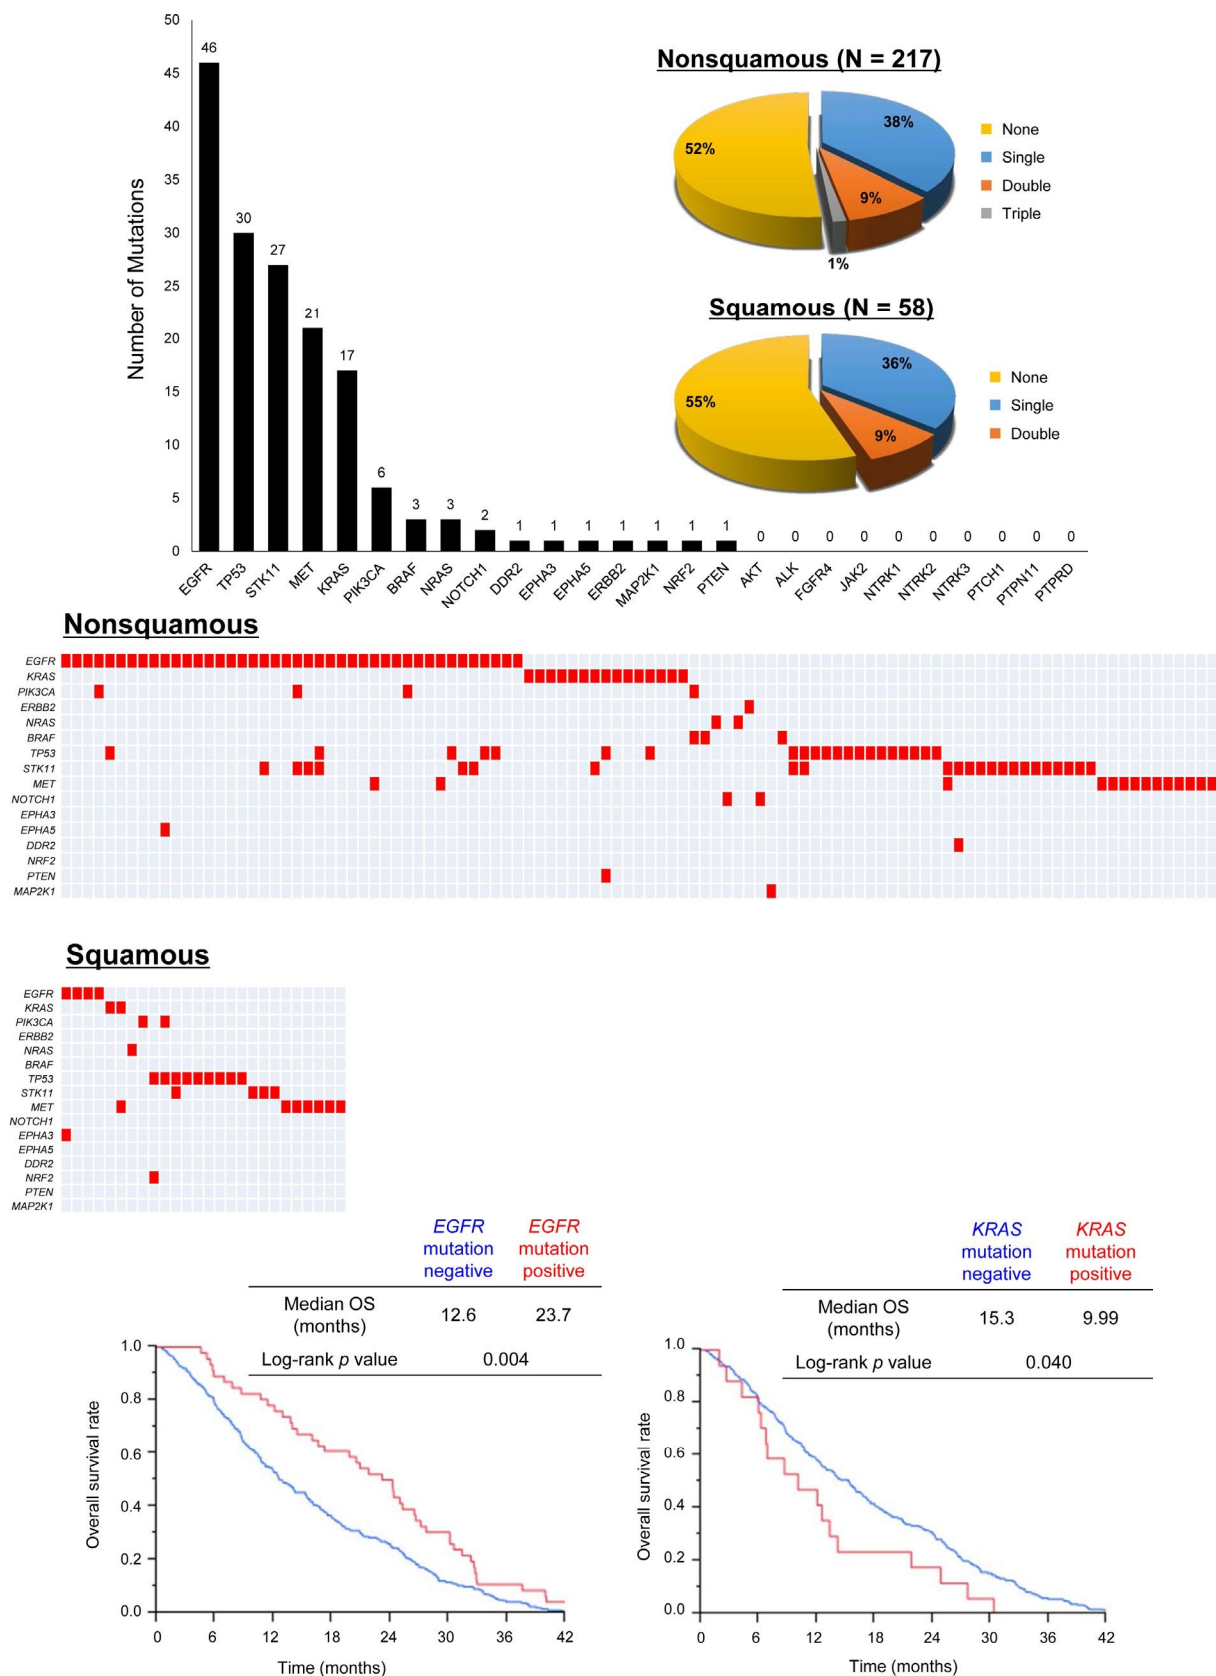 50
45
40
35
30
25
20
15
10
5
0
Number of Mutations
46
30
27
21
17
6
3
3
2
1
1
1
1
1
1
1
0
0
0
0
0
0
0
0
0
0
EGFR
TP53
STK11
MET
KRAS
PIK3CA
BRAF
NRAS
NOTCH1
DDR2
EPHA3
EPHA5
ERBB2
MAP2K1
NRF2
PTEN
AKT
ALK
FGFR4
JAK2
NTRK1
NTRK2
NTRK3
PTCH1
PTPN11
PTPRD
Nonsquamous (N = 217)
52%
38%
9%
1%
None
Single
Double
Triple
Squamous (N = 58)
55%
36%
9%
None
Single
Double
Nonsquamous
EGFR
KRAS
PIK3CA
ERBB2
NRAS
BRAF
TP53
STK11
MET
NOTCH1
EPHA3
EPHA5
DDR2
NRF2
PTEN
MAP2K1
Squamous
EGFR
KRAS
PIK3CA
ERBB2
NRAS
BRAF
TP53
STK11
MET
NOTCH1
EPHA3
EPHA5
DDR2
NRF2
PTEN
MAP2K1
EGFR mutation negative
EGFR mutation positive
Median OS (months)
12.6
23.7
Log-rank p value
0.004
Overall survival rate
1.0
0.8
0.6
0.4
0.2
0.0
0 6 12 24 30 36 42
Time (months)
KRAS mutation negative
KRAS mutation positive
Median OS (months)
15.3
9.99
Log-rank p value
0.040
Overall survival rate
1.0
0.8
0.6
0.4
0.2
0.0
0 6 12 18 24 30 36 42
Time (months)